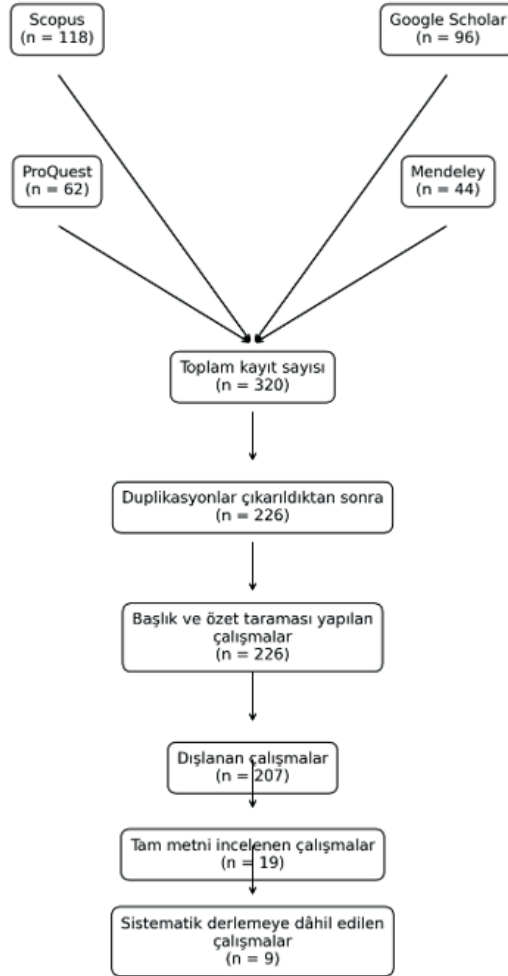 Scopus
(n = 118)
Google Scholar
(n = 96)
ProQuest
(n = 62)
Mendeley
(n = 44)
Toplam kayıt sayısı
(n = 320)
Duplikasyonlar çıkarıldıktan sonra
(n = 226)
Başlık ve özet taraması yapılan
çalışmalar
(n = 226)
Dışlanan çalışmalar
(n = 207)
Tam metni incelenen çalışmalar
(n = 19)
Sistematik derlemeye dâhil edilen
çalışmalar
(n = 9)